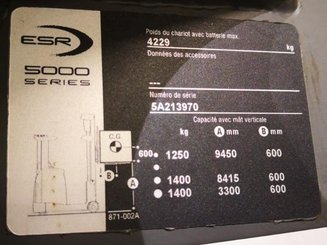 ESR
5000
SERIES
Poids du chariot avec batterie max.
4229 kg
Données des accessoires
---
Numéro de série
5A213970
Capacité avec mât verticale
kg A mm B mm
1250 9450 600
1400 8415 600
1400 3300 600
C.G.
600
B
A
871-002A